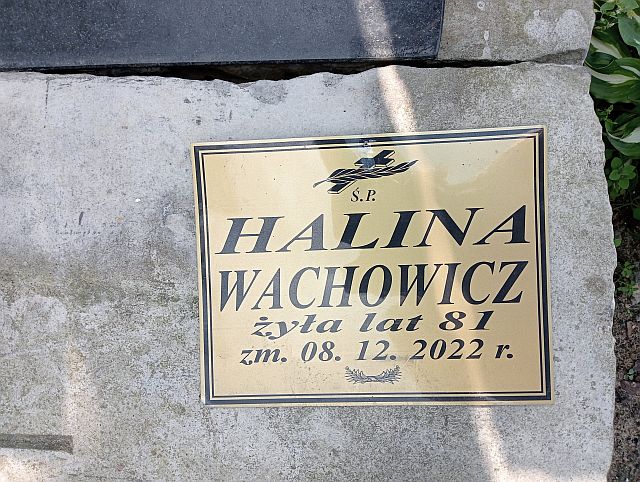 Ś.P.
HALINA
WACHOWICZ
żyła lat 81
zm. 08. 12. 2022 r.